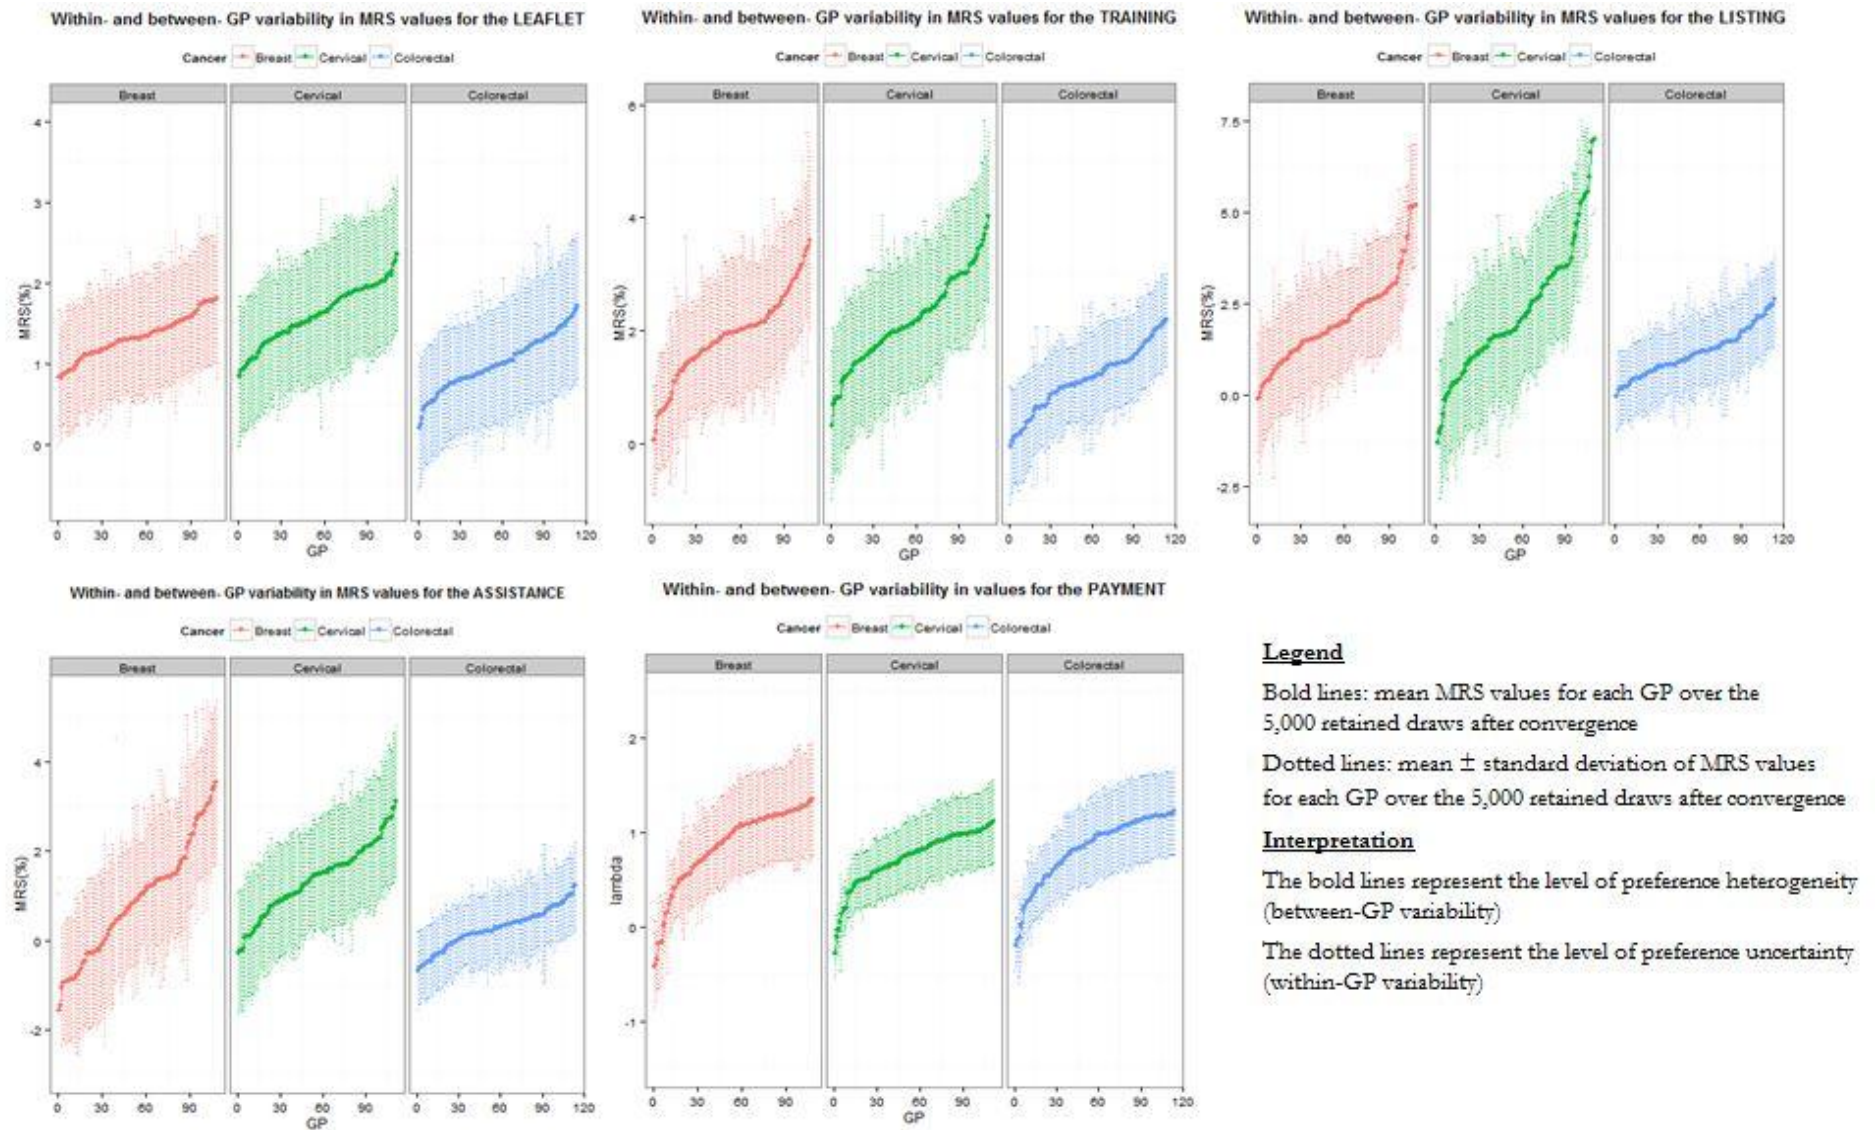 Within- and between- GP variability in MRS values for the LEAFLET
Cancer Breast Cervical Colorectal
Breast Cervical Colorectal
4
3
2
1
0
MRS(%)
0 30 60 90 0 30 60 90 0 30 60 90 120
GP
Within- and between- GP variability in MRS values for the TRAINING
Cancer Breast Cervical Colorectal
Breast Cervical Colorectal
6
4
2
0
MRS(%)
0 30 60 90 0 30 60 90 0 30 60 90 120
GP
Within- and between- GP variability in MRS values for the LISTING
Cancer Breast Cervical Colorectal
Breast Cervical Colorectal
7.5
5.0
2.5
0.0
-2.5
MRS(%)
0 30 60 90 0 30 60 90 0 30 60 90 120
GP
Within- and between- GP variability in MRS values for the ASSISTANCE
Cancer Breast Cervical Colorectal
Breast Cervical Colorectal
4
2
0
-2
MRS(%)
0 30 60 90 0 30 60 90 0 30 60 90 120
GP
Within- and between- GP variability in values for the PAYMENT
Cancer Breast Cervical Colorectal
Breast Cervical Colorectal
2
1
0
-1
lambda
0 30 60 90 0 30 60 90 0 30 60 90 120
GP
Legend
Bold lines: mean MRS values for each GP over the
5,000 retained draws after convergence
Dotted lines: mean ± standard deviation of MRS values
for each GP over the 5,000 retained draws after convergence
Interpretation
The bold lines represent the level of preference heterogeneity
(between-GP variability)
The dotted lines represent the level of preference uncertainty
(within-GP variability)